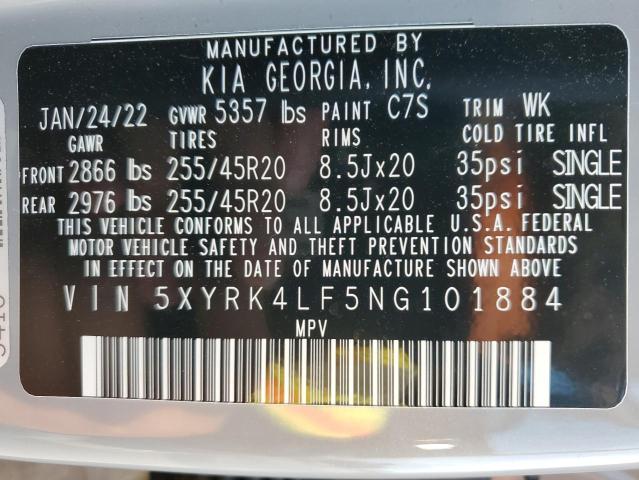 MANUFACTURED BY
KIA GEORGIA, INC.
JAN/24/22 GVWR 5357 lbs PAINT C7S TRIM WK
GAWR TIRES RIMS COLD TIRE INFL
FRONT 2866 lbs 255/45R20 8.5Jx20 35psi SINGLE
REAR 2976 lbs 255/45R20 8.5Jx20 35psi SINGLE
THIS VEHICLE CONFORMS TO ALL APPLICABLE U.S.A. FEDERAL
MOTOR VEHICLE SAFETY AND THEFT PREVENTION STANDARDS
IN EFFECT ON THE DATE OF MANUFACTURE SHOWN ABOVE
VIN 5XYRK4LF5NG101884
MPV